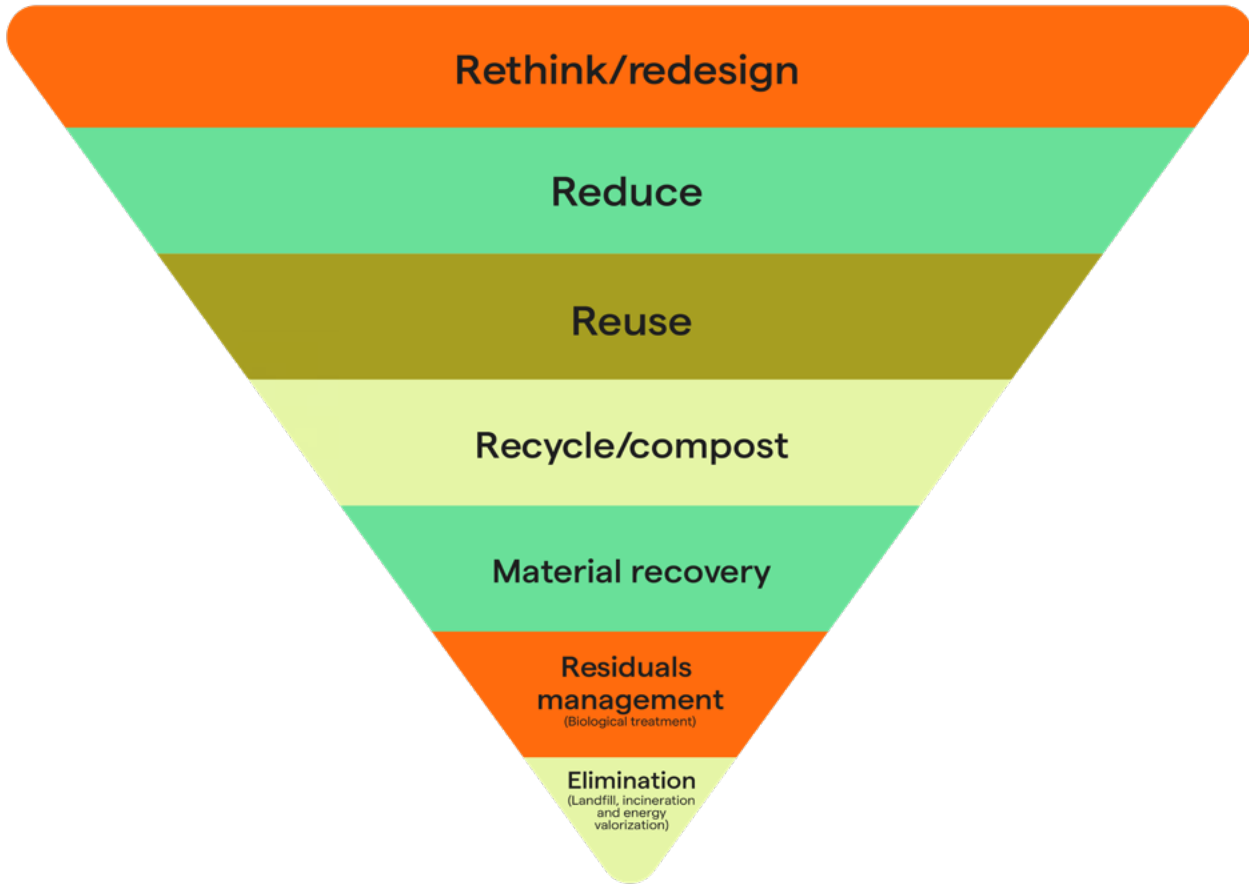 Rethink/redesign
Reduce
Reuse
Recycle/compost
Material recovery
Residuals
management
(Biological treatment)
Elimination
(Landfill, incineration
and energy
valorization)